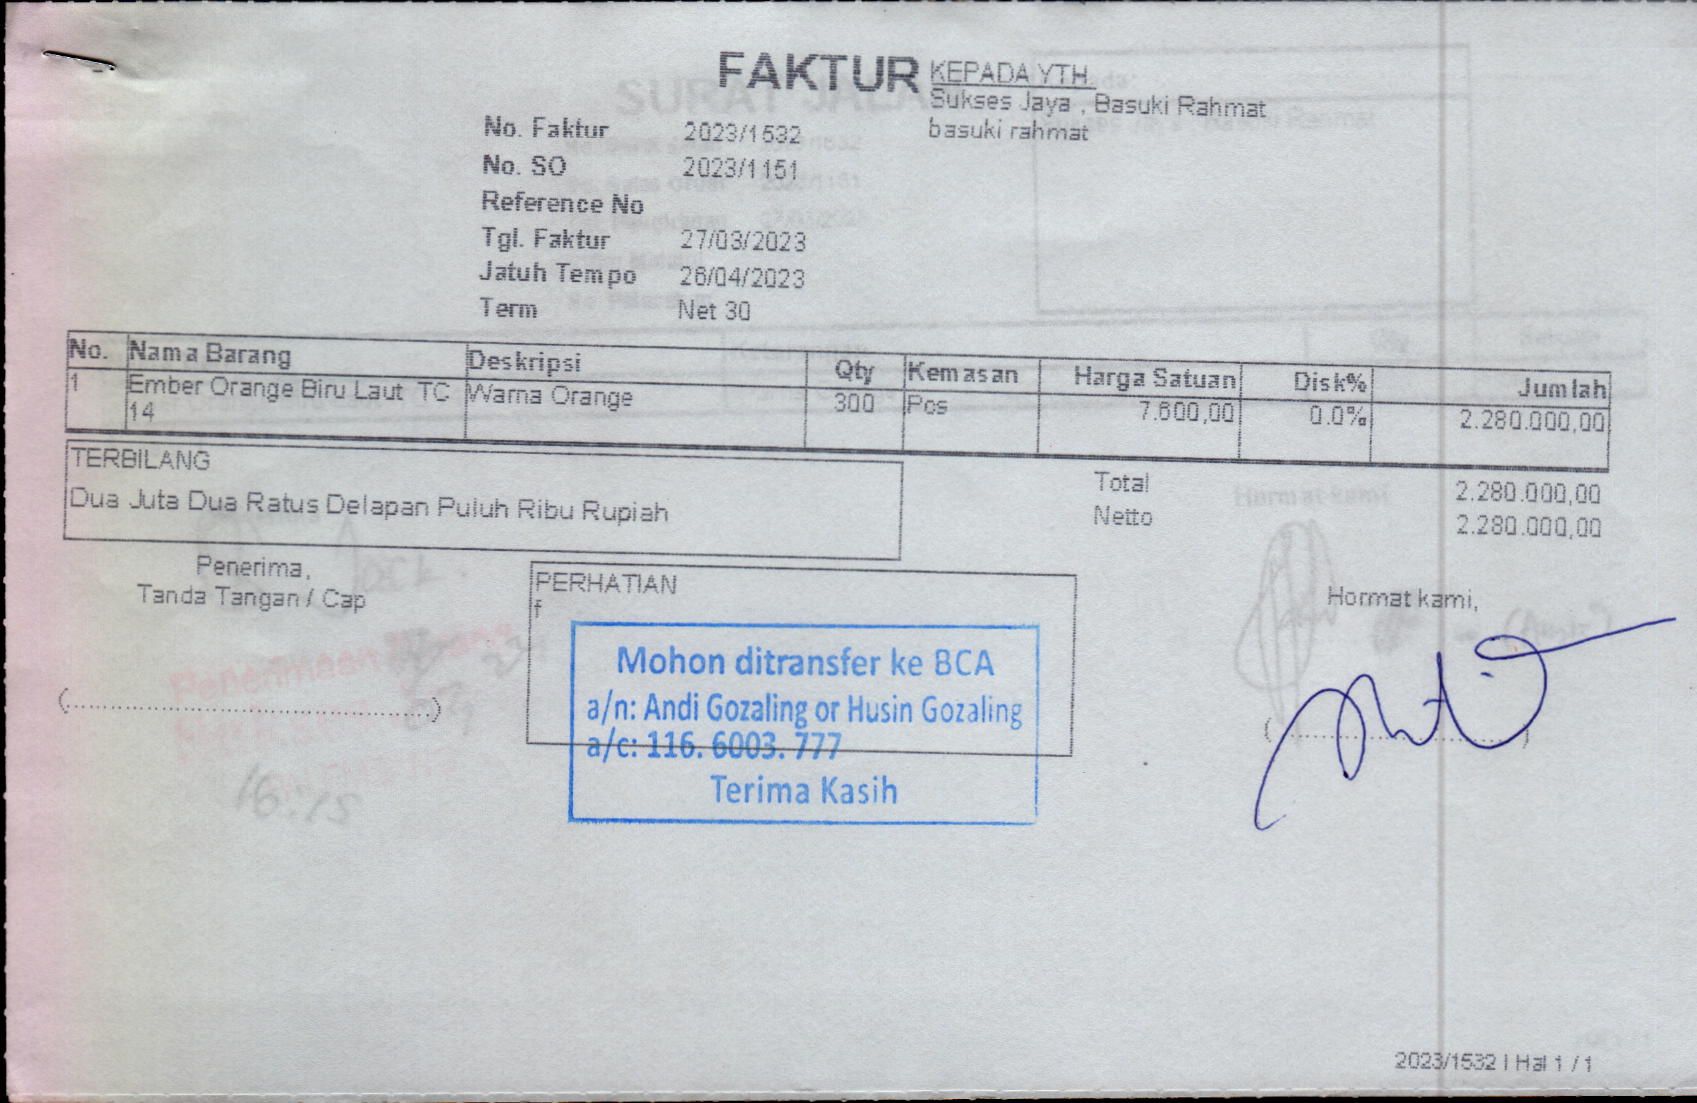 FAKTUR
KEPADA YTH.
Sukses Jaya , Basuki Rahmat
basuki rahmat
No. Faktur 2023/1532
No. SO 2023/1151
Reference No
Tgl. Faktur 27/03/2023
Jatuh Tempo 26/04/2023
Term Net 30
No. Nama Barang Deskripsi Qty Kemasan Harga Satuan Disk% Jumlah
1 Ember Orange Biru Laut TC Warna Orange 300 Pcs 7.600,00 0.0% 2.280.000,00
14
TERBILANG
Dua Juta Dua Ratus Delapan Puluh Ribu Rupiah
Total 2.280.000,00
Netto 2.280.000,00
Penerima,
Tanda Tangan / Cap
(..........................................................)
PERHATIAN
f
Mohon ditransfer ke BCA
a/n: Andi Gozaling or Husin Gozaling
a/c: 116. 6003. 777
Terima Kasih
Hormat kami,
16.15
2023/1532 | Hal 1 / 1